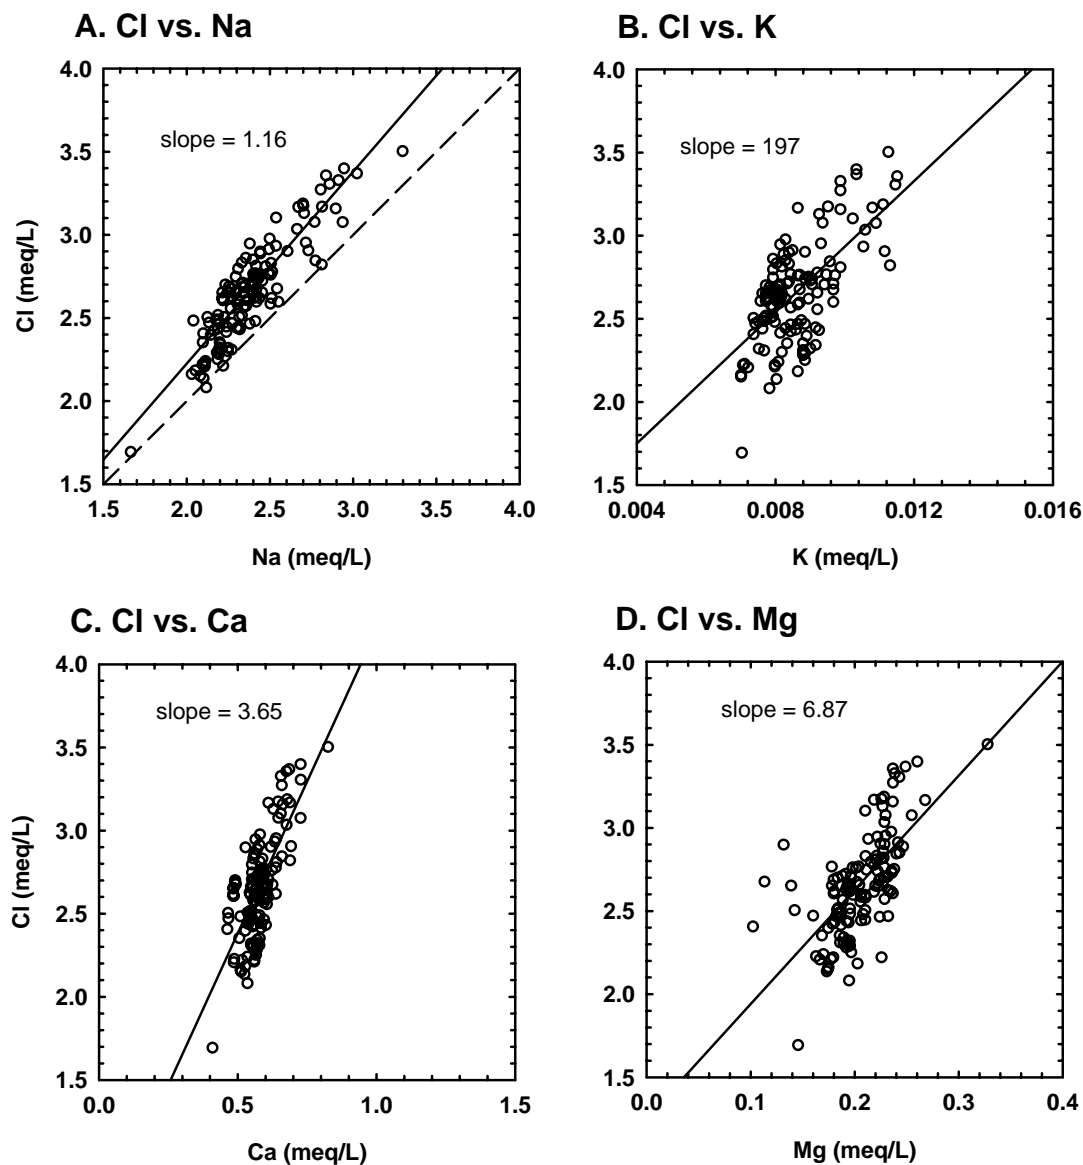 A. Cl vs. Na
4.0
3.5
3.0
2.5
2.0
1.5
Cl (meq/L)
slope = 1.16
1.5 2.0 2.5 3.0 3.5 4.0
Na (meq/L)
B. Cl vs. K
4.0
3.5
3.0
2.5
2.0
1.5
slope = 197
0.004 0.008 0.012 0.016
K (meq/L)
C. Cl vs. Ca
4.0
3.5
3.0
2.5
2.0
1.5
Cl (meq/L)
slope = 3.65
0.0 0.5 1.0 1.5
Ca (meq/L)
D. Cl vs. Mg
4.0
3.5
3.0
2.5
2.0
1.5
slope = 6.87
0.0 0.1 0.2 0.3 0.4
Mg (meq/L)